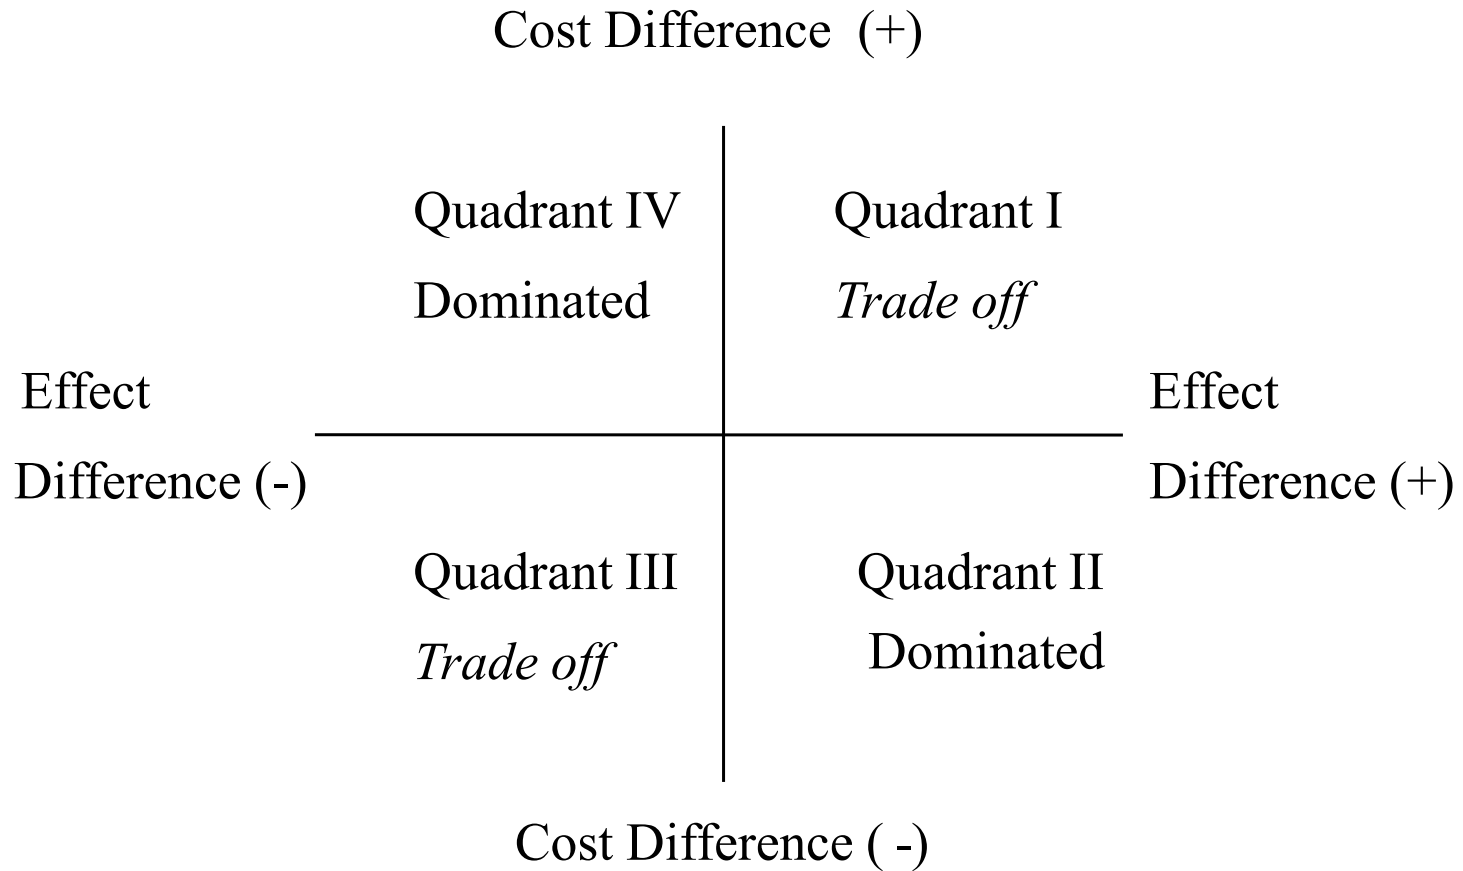 Cost Difference (+)
Quadrant IV
Quadrant I
Dominated
Trade off
Effect
Effect
Difference (-)
Difference (+)
Quadrant III
Quadrant II
Trade off
Dominated
Cost Difference ( -)